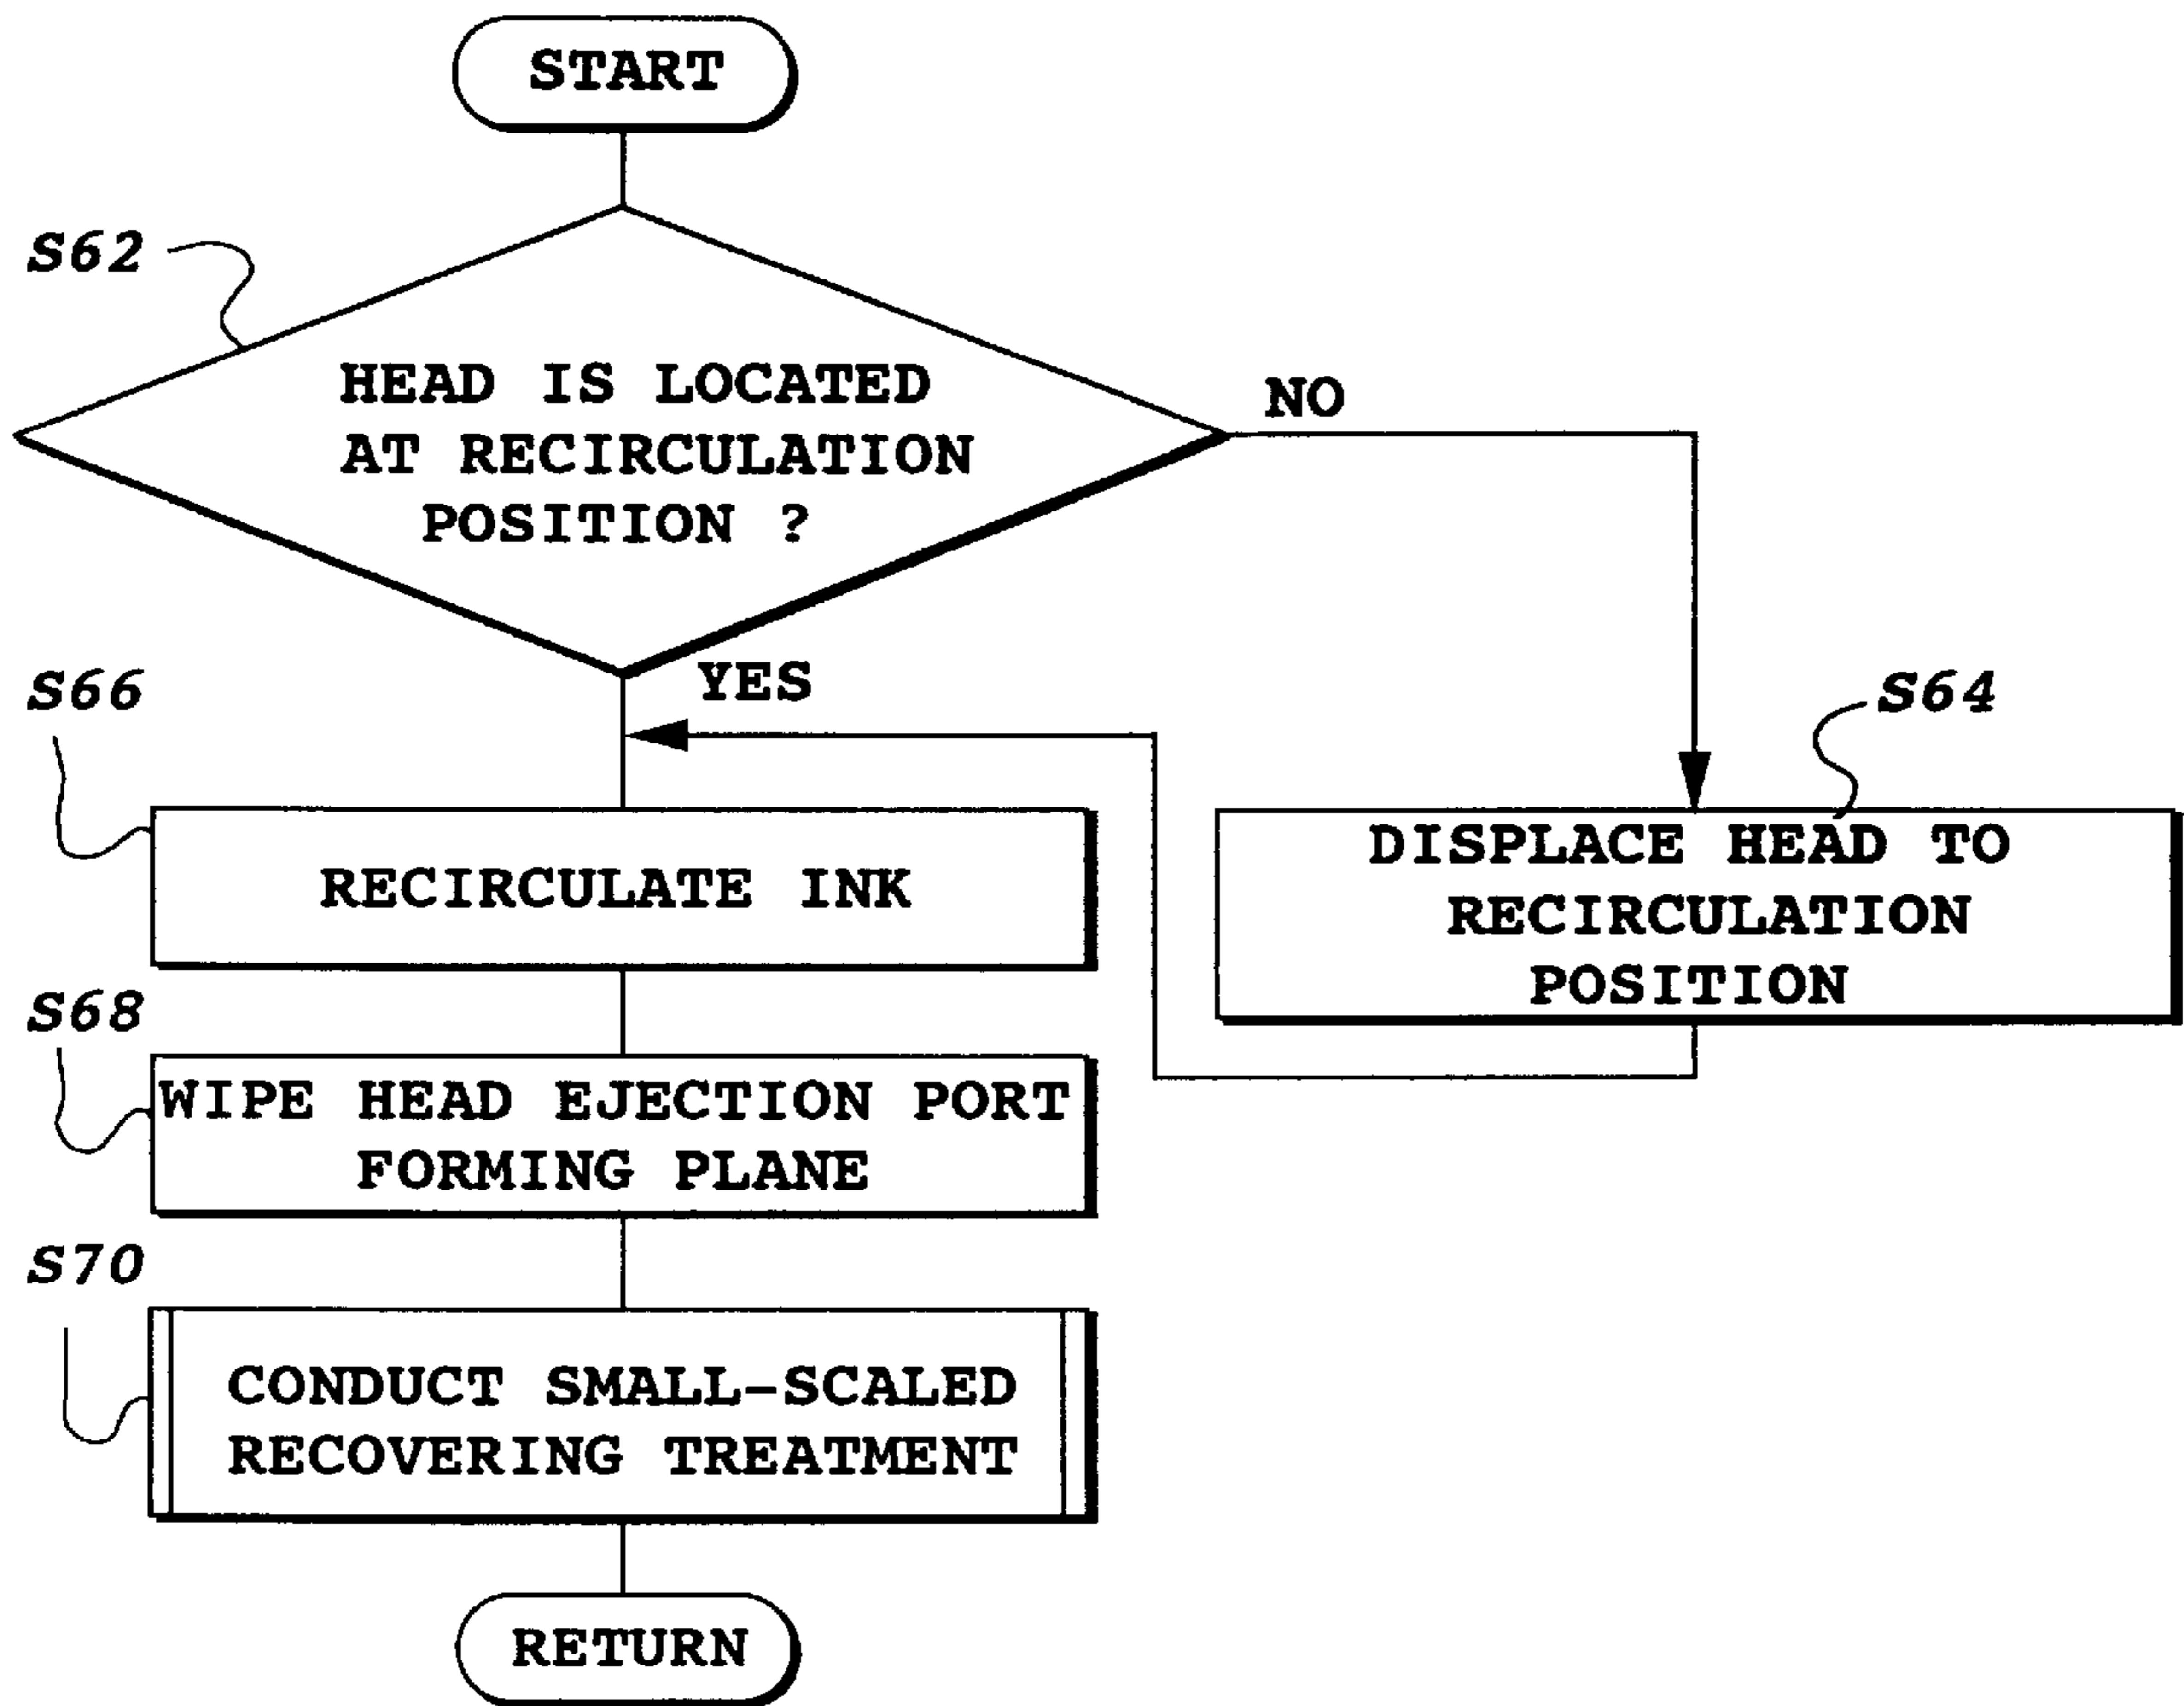 START
S62
HEAD IS LOCATED
AT RECIRCULATION
POSITION ?
NO
YES
S64
DISPLACE HEAD TO
RECIRCULATION
POSITION
S66
RECIRCULATE INK
S68
WIPE HEAD EJECTION PORT
FORMING PLANE
S70
CONDUCT SMALL-SCALED
RECOVERING TREATMENT
RETURN